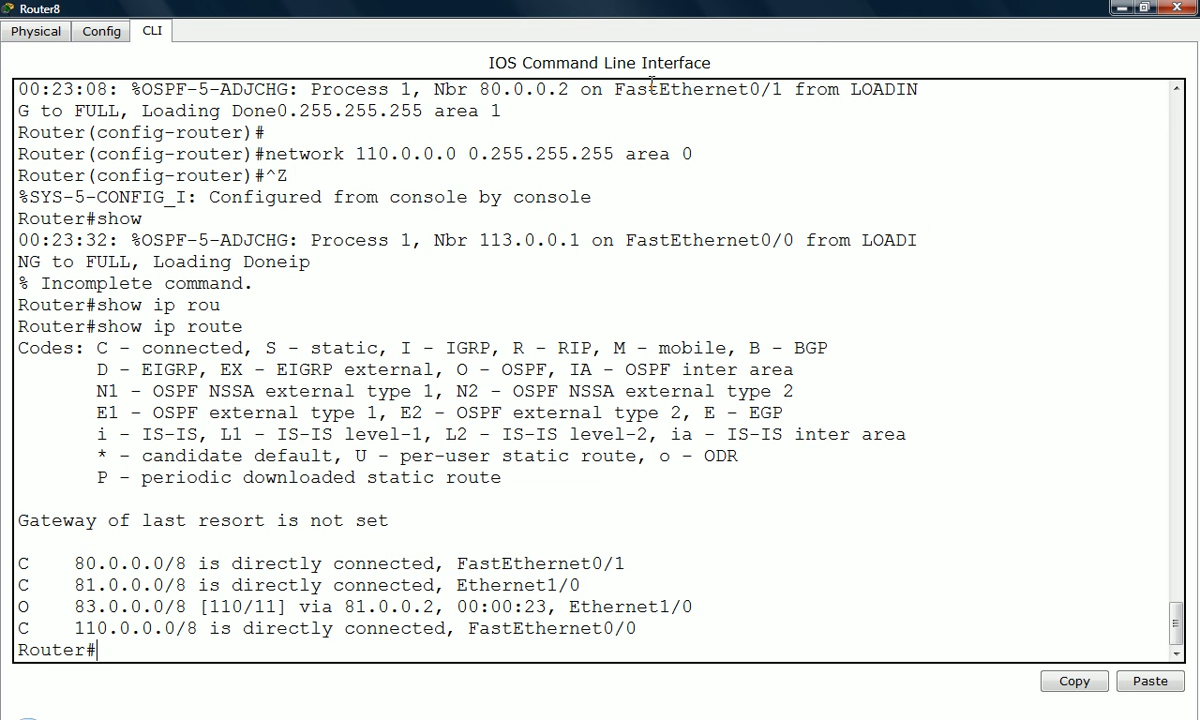 Router8
Physical Config CLI
IOS Command Line Interface
00:23:08: %OSPF-5-ADJCHG: Process 1, Nbr 80.0.0.2 on FastEthernet0/1 from LOADIN
G to FULL, Loading Done0.255.255.255 area 1
Router(config-router)#
Router(config-router)#network 110.0.0.0 0.255.255.255 area 0
Router(config-router)#^Z
%SYS-5-CONFIG_I: Configured from console by console
Router#show
00:23:32: %OSPF-5-ADJCHG: Process 1, Nbr 113.0.0.1 on FastEthernet0/0 from LOADI
NG to FULL, Loading Doneip
% Incomplete command.
Router#show ip rou
Router#show ip route
Codes: C - connected, S - static, I - IGRP, R - RIP, M - mobile, B - BGP
D - EIGRP, EX - EIGRP external, O - OSPF, IA - OSPF inter area
N1 - OSPF NSSA external type 1, N2 - OSPF NSSA external type 2
E1 - OSPF external type 1, E2 - OSPF external type 2, E - EGP
i - IS-IS, L1 - IS-IS level-1, L2 - IS-IS level-2, ia - IS-IS inter area
* - candidate default, U - per-user static route, o - ODR
P - periodic downloaded static route
Gateway of last resort is not set
C 80.0.0.0/8 is directly connected, FastEthernet0/1
C 81.0.0.0/8 is directly connected, Ethernet1/0
O 83.0.0.0/8 [110/11] via 81.0.0.2, 00:00:23, Ethernet1/0
C 110.0.0.0/8 is directly connected, FastEthernet0/0
Router#
Copy Paste